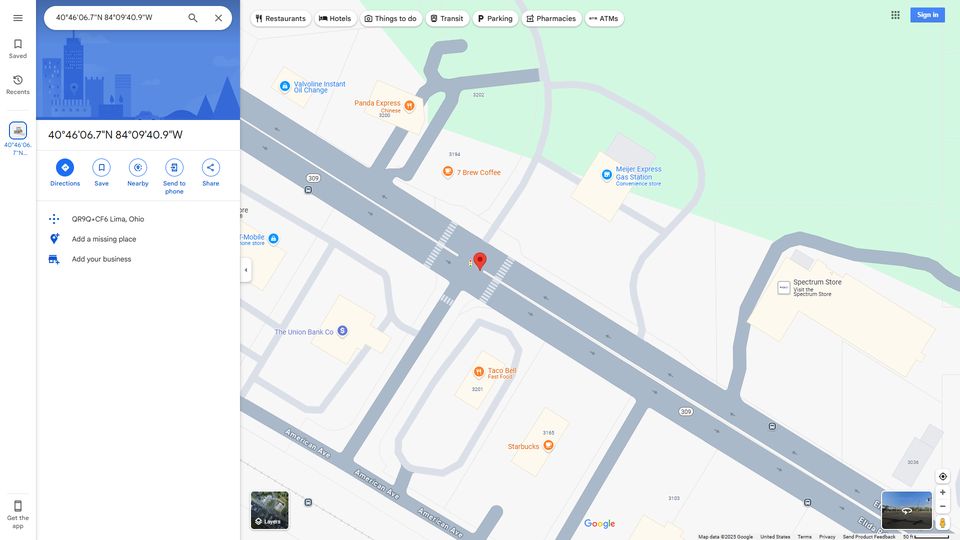 40°46'06.7"N 84°09'40.9"W
Restaurants
Hotels
Things to do
Transit
Parking
Pharmacies
ATMs
Sign in
Saved
Recents
40°46'06.
7"N...
Get the
app
40°46'06.7"N 84°09'40.9"W
Directions
Save
Nearby
Send to
phone
Share
QR9Q+CF6 Lima, Ohio
Add a missing place
Add your business
Valvoline Instant
Oil Change
Panda Express
Chinese
3200
3202
3194
7 Brew Coffee
Meijer Express
Gas Station
Convenience store
309
ore
T-Mobile
hone store
Spectrum Store
Visit the
Spectrum Store
The Union Bank Co
Taco Bell
Fast Food
3201
3165
Starbucks
309
American Ave
American Ave
American Ave
3036
3103
Layers
Google
Map data ©2025 Google
United States
Terms
Privacy
Send Product Feedback
50 ft